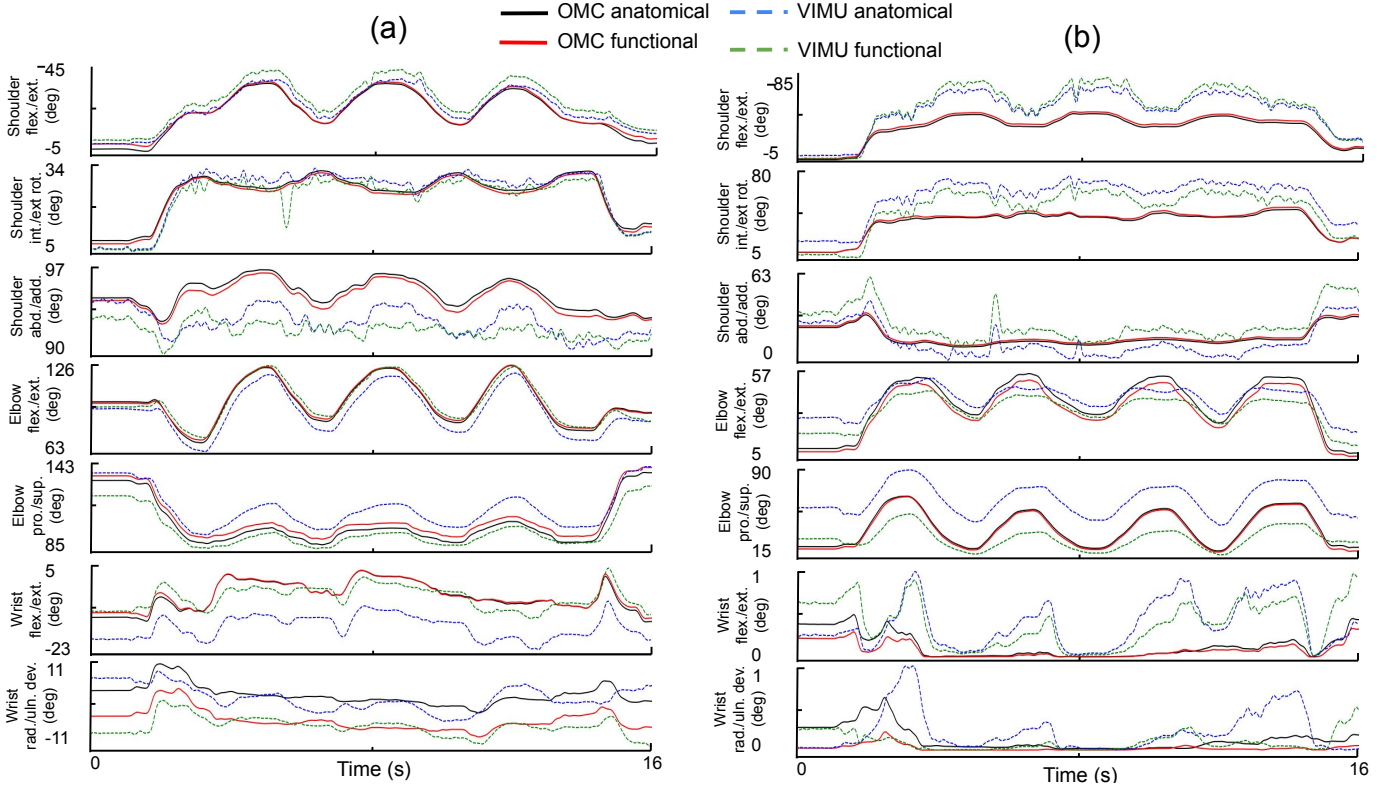 (a)
OMC anatomical
OMC functional
VIMU anatomical
VIMU functional
(b)
Shoulder
flex./ext.
(deg)
-45
-5
Shoulder
int./ext rot.
(deg)
34
5
Shoulder
abd./add.
(deg)
97
90
Elbow
flex./ext.
(deg)
126
63
Elbow
pro./sup.
(deg)
143
85
Wrist
flex./ext.
(deg)
5
-23
Wrist
rad./uln. dev.
(deg)
11
-11
0
Time (s)
16
Shoulder
flex./ext.
(deg)
-85
-5
Shoulder
int./ext rot.
(deg)
80
5
Shoulder
abd./add.
(deg)
63
0
Elbow
flex./ext.
(deg)
57
5
Elbow
pro./sup.
(deg)
90
15
Wrist
flex./ext.
(deg)
1
0
Wrist
rad./uln. dev.
(deg)
1
0
0
Time (s)
16